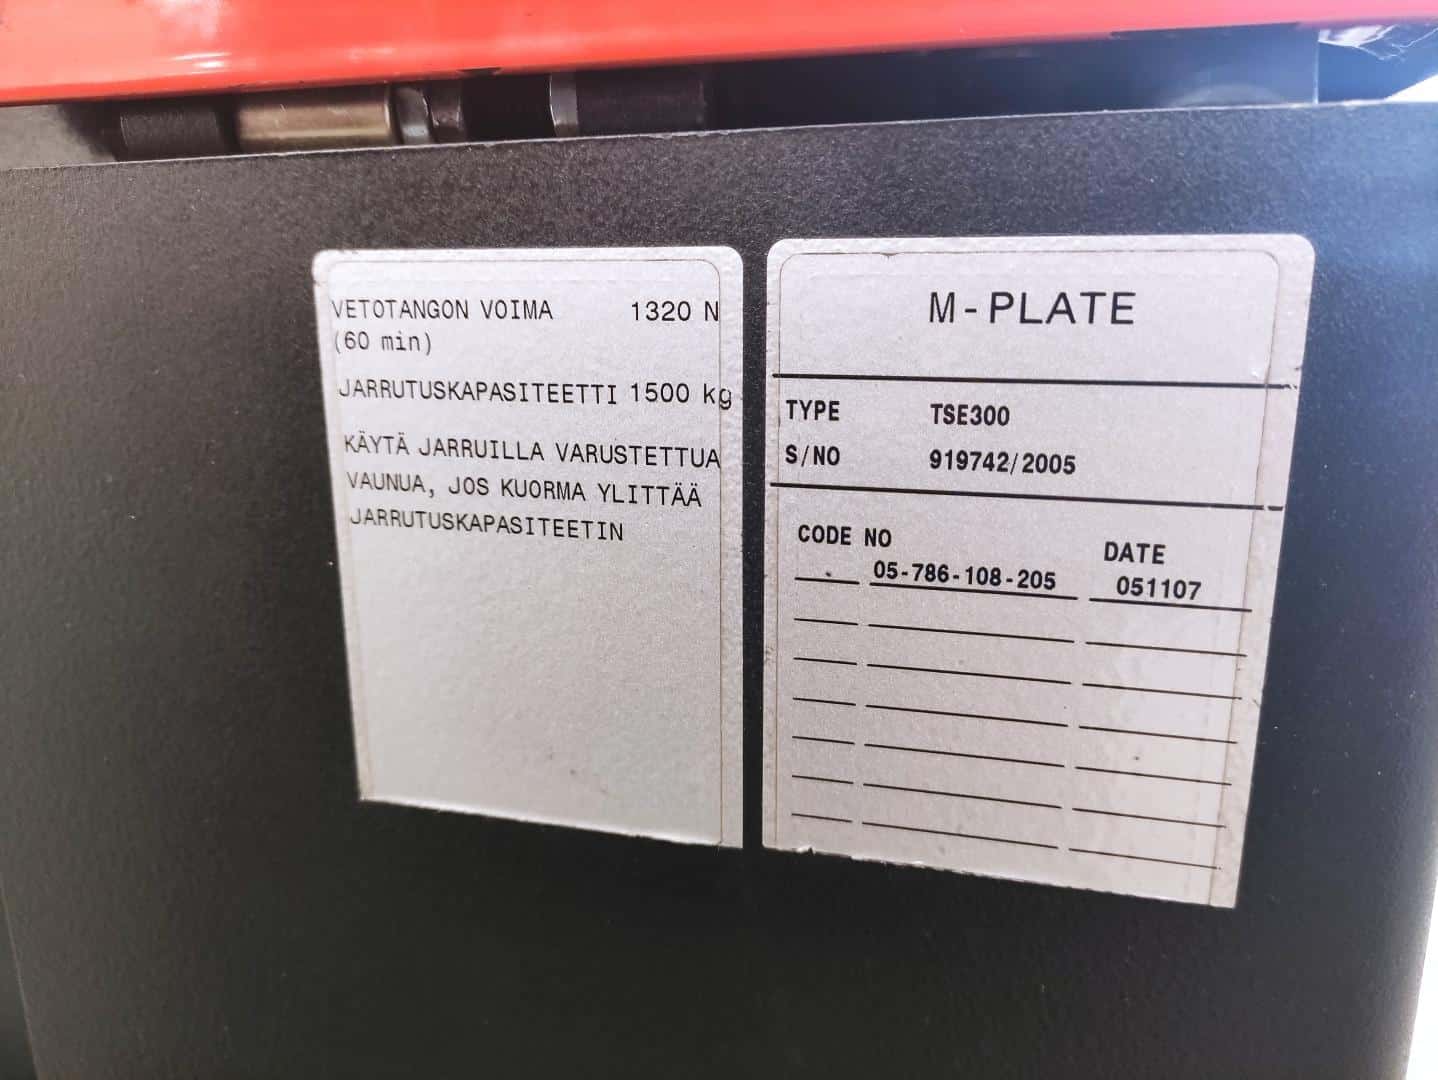 VETOTANGON VOIMA 1320 N
(60 min)
JARRUTUSKAPASITEETTI 1500 kg
KÄYTÄ JARRUILLA VARUSTETTUA
VAUNUA, JOS KUORMA YLITTÄÄ
JARRUTUSKAPASITEETIN
M-PLATE
TYPE TSE300
S/NO 919742/2005
CODE NO DATE
05-786-108-205 051107